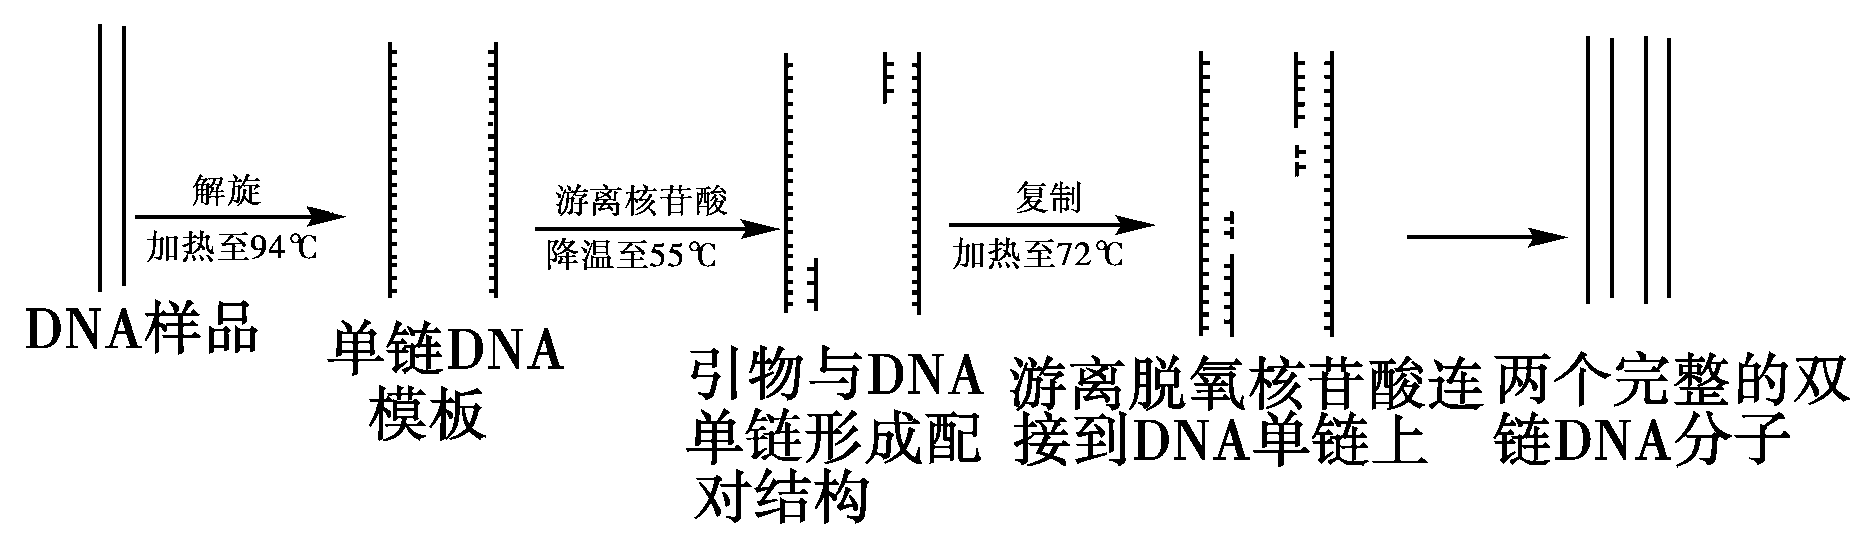 解旋
加热至94℃
游离核苷酸
降温至55℃
复制
加热至72℃
DNA样品
单链DNA
模板
引物与DNA
单链形成配
对结构
游离脱氧核苷酸连
接到DNA单链上
两个完整的双
链DNA分子